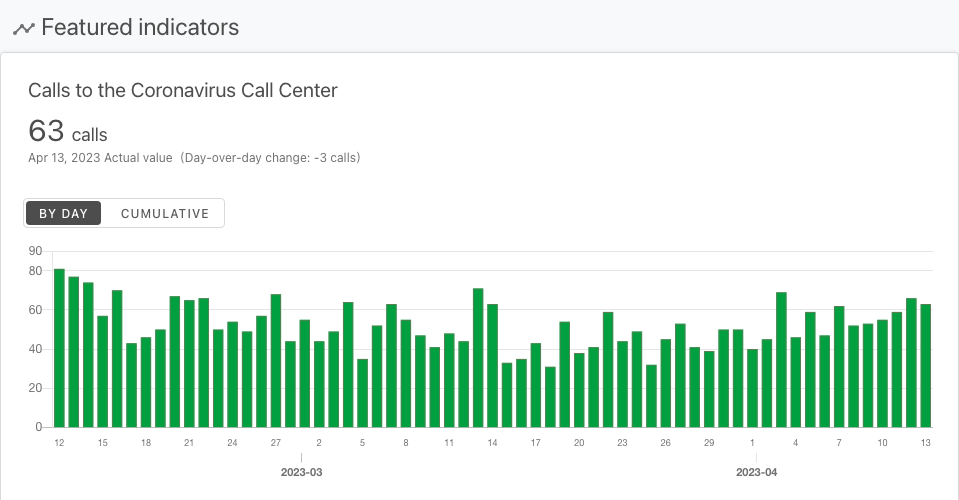 Featured indicators
Calls to the Coronavirus Call Center
63 calls
Apr 13, 2023 Actual value (Day-over-day change: -3 calls)
BY DAY CUMULATIVE
90
80
60
40
20
0
12 15 18 21 24 27 2 5 8 11 14 17 20 23 26 29 1 4 7 10 13
2023-03 2023-04